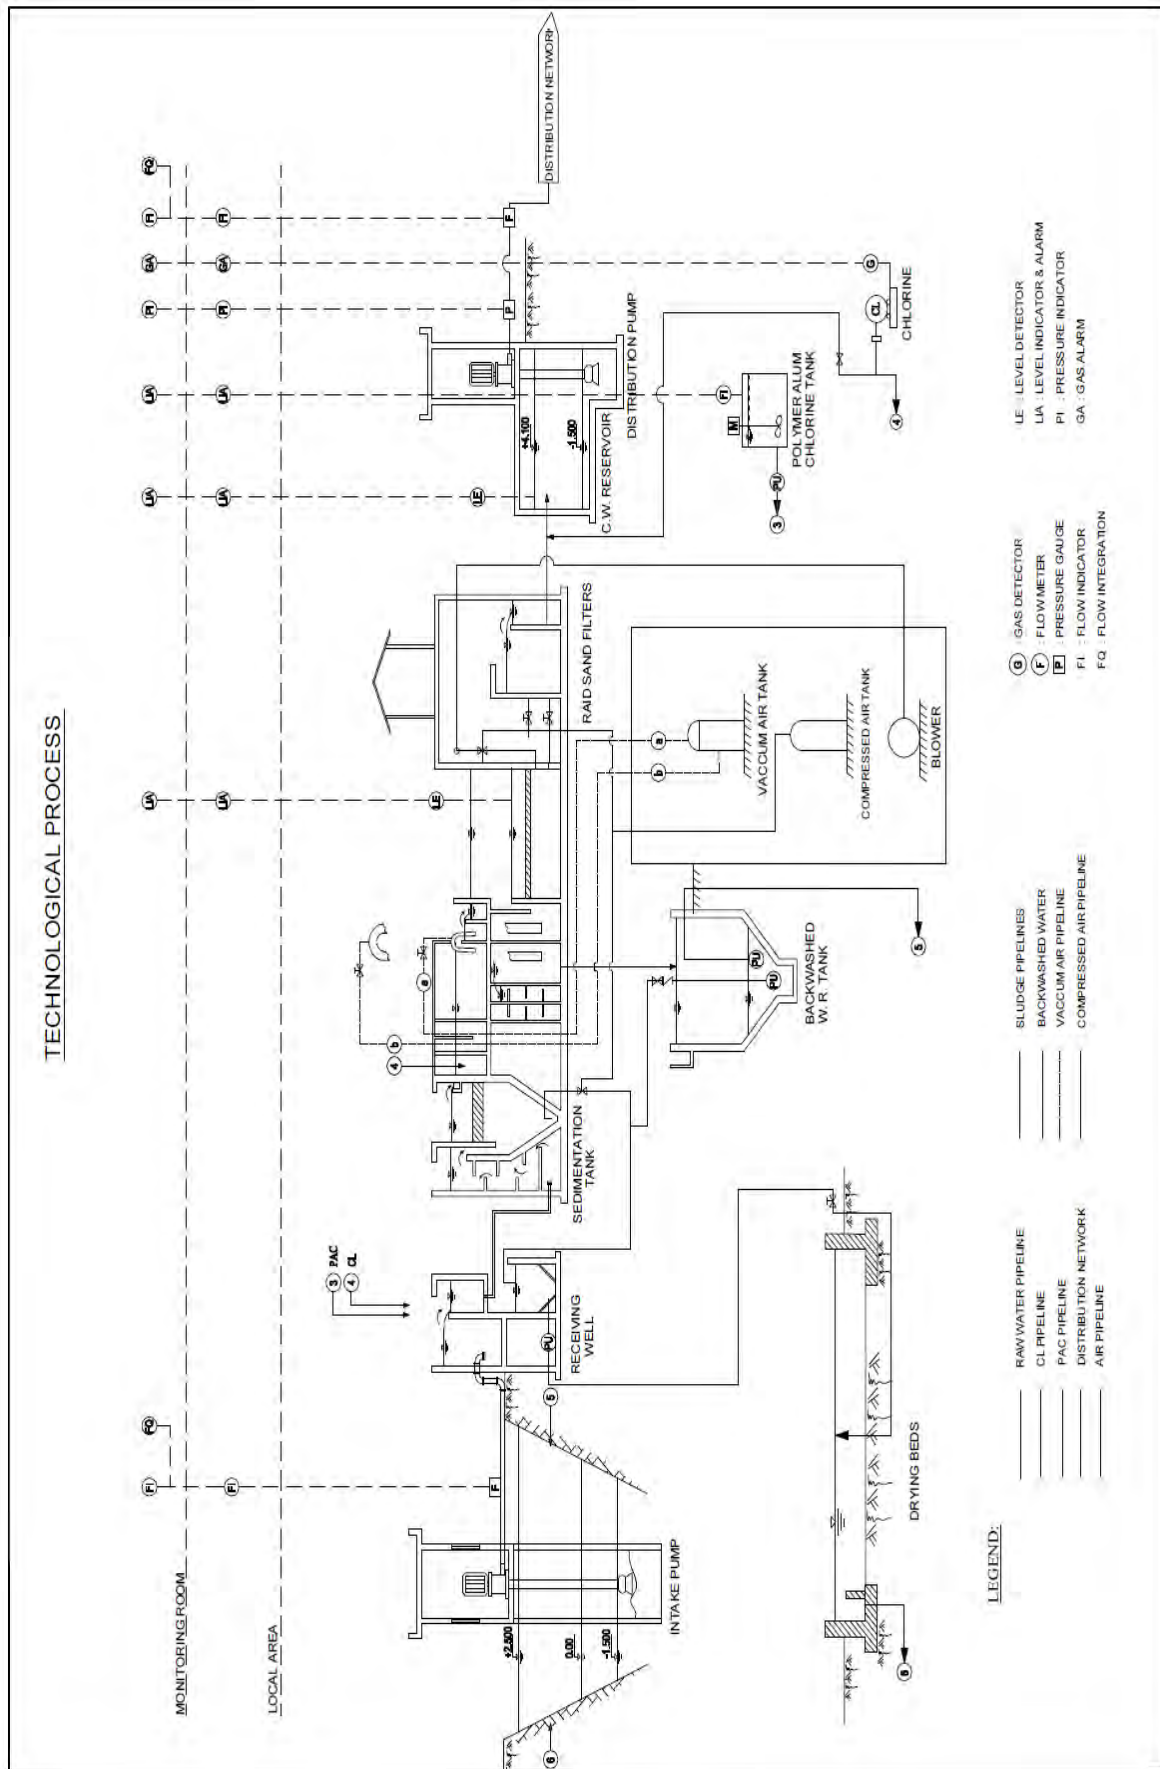 TECHNOLOGICAL PROCESS
MONITORING ROOM
LOCAL AREA
FI
FQ
LIA
LIA
LIA
PI
GA
FI
FQ
FI
LIA
LIA
LIA
PI
GA
FI
F
LE
LE
P
F
DISTRIBUTION NETWORK
3 PAC
4 CL
b
a
4
+2.500
0.00
-1.500
6
5
PU
INTAKE PUMP
RECEIVING
WELL
SEDIMENTATION
TANK
RAID SAND FILTERS
+4.100
-1.500
C.W. RESERVOIR
DISTRIBUTION PUMP
a
b
VACCUM AIR TANK
COMPRESSED AIR TANK
BLOWER
PU
PU
BACKWASHED
W. R. TANK
5
FI
M
PU
3
POLYMER ALUM
CHLORINE TANK
G
CL
CHLORINE
4
DRYING BEDS
LEGEND:
RAW WATER PIPELINE
CL PIPELINE
PAC PIPELINE
DISTRIBUTION NETWORK
AIR PIPELINE
SLUDGE PIPELINES
BACKWASHED WATER
VACCUM AIR PIPELINE
COMPRESSED AIR PIPELINE
G : GAS DETECTOR
F : FLOW METER
P : PRESSURE GAUGE
FI : FLOW INDICATOR
FQ : FLOW INTEGRATION
LE : LEVEL DETECTOR
LIA : LEVEL INDICATOR & ALARM
PI : PRESSURE INDICATOR
GA : GAS ALARM